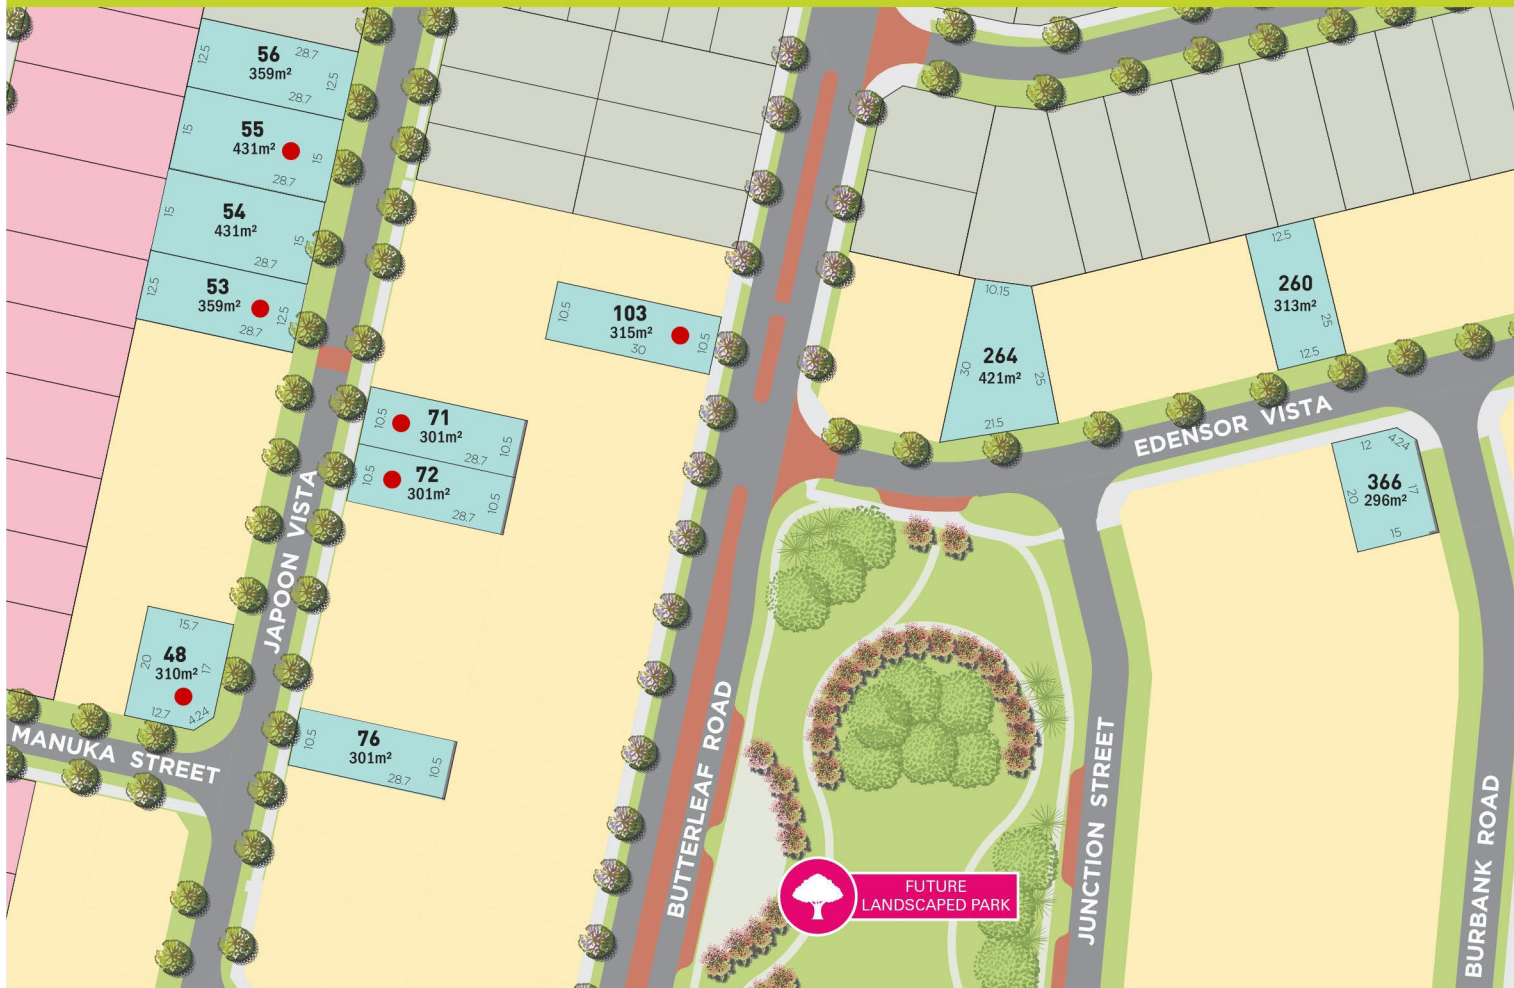 56
359m²
12.5
28.7
12.5
28.7
55
431m²
15
15
28.7
54
431m²
15
15
28.7
53
359m²
12.5
12.5
28.7
103
315m²
10.5
10.5
30
71
301m²
10.5
10.5
28.7
72
301m²
10.5
10.5
28.7
48
310m²
15.7
20
17
12.7
4.24
76
301m²
10.5
10.5
28.7
264
421m²
10.15
30
25
21.5
260
313m²
12.5
25
12.5
366
296m²
12
4.24
20
17
15
JAPOON VISTA
MANUKA STREET
BUTTERLEAF ROAD
EDENSOR VISTA
JUNCTION STREET
BURBANK ROAD
FUTURE
LANDSCAPED PARK